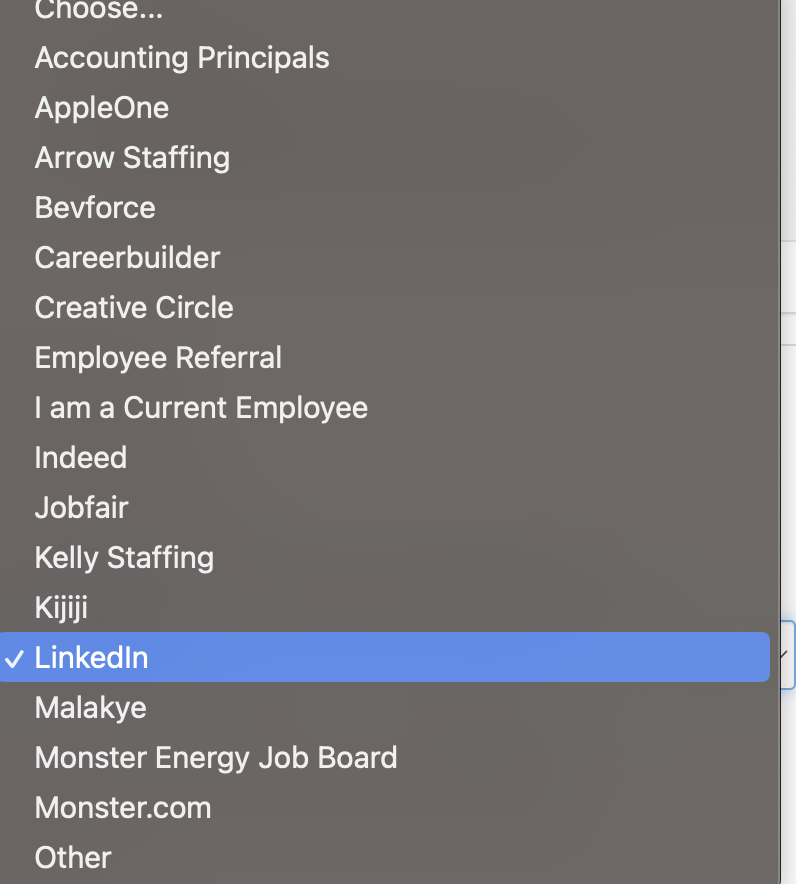 Choose...
Accounting Principals
AppleOne
Arrow Staffing
Bevforce
Careerbuilder
Creative Circle
Employee Referral
I am a Current Employee
Indeed
Jobfair
Kelly Staffing
Kijiji
LinkedIn
Malakye
Monster Energy Job Board
Monster.com
Other